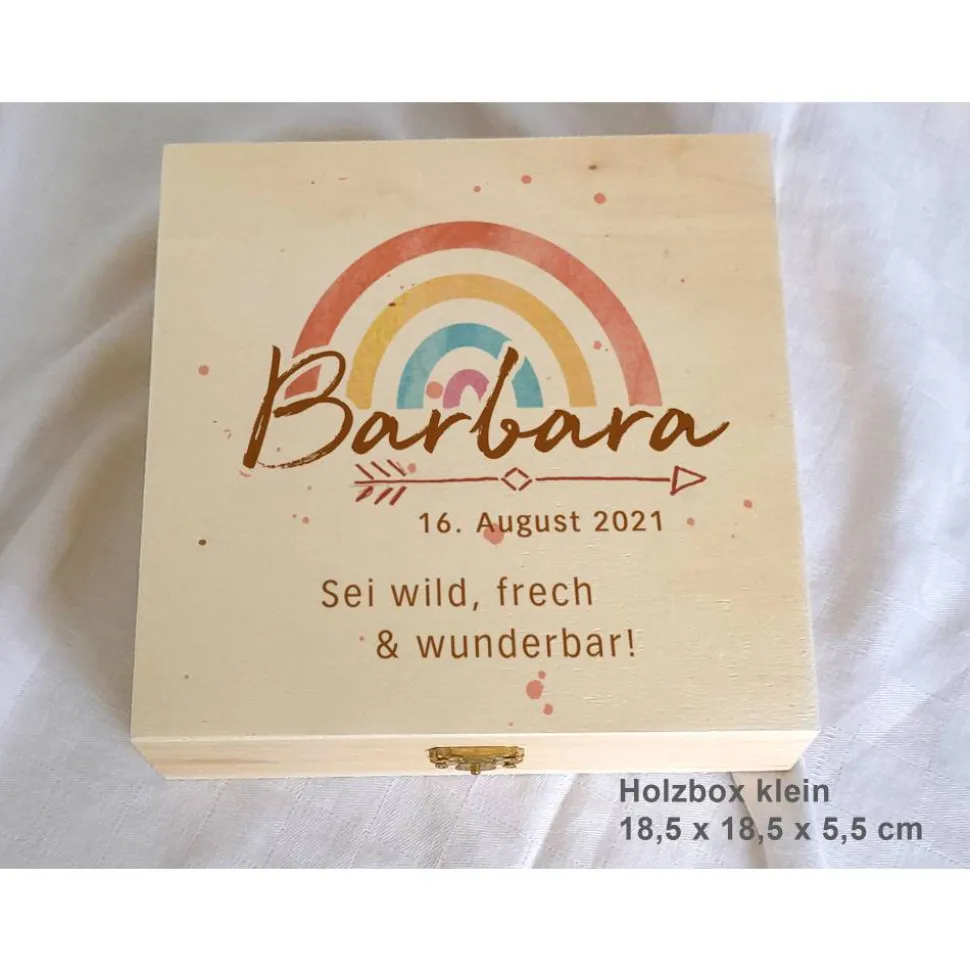 Barbara
16. August 2021
Sei wild, frech
& wunderbar!
Holzbox klein
18,5 x 18,5 x 5,5 cm